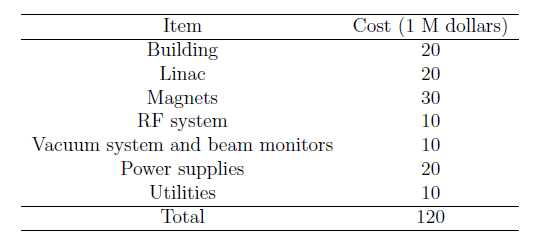 Item Cost (1 M dollars)
Building 20
Linac 20
Magnets 30
RF system 10
Vacuum system and beam monitors 10
Power supplies 20
Utilities 10
Total 120